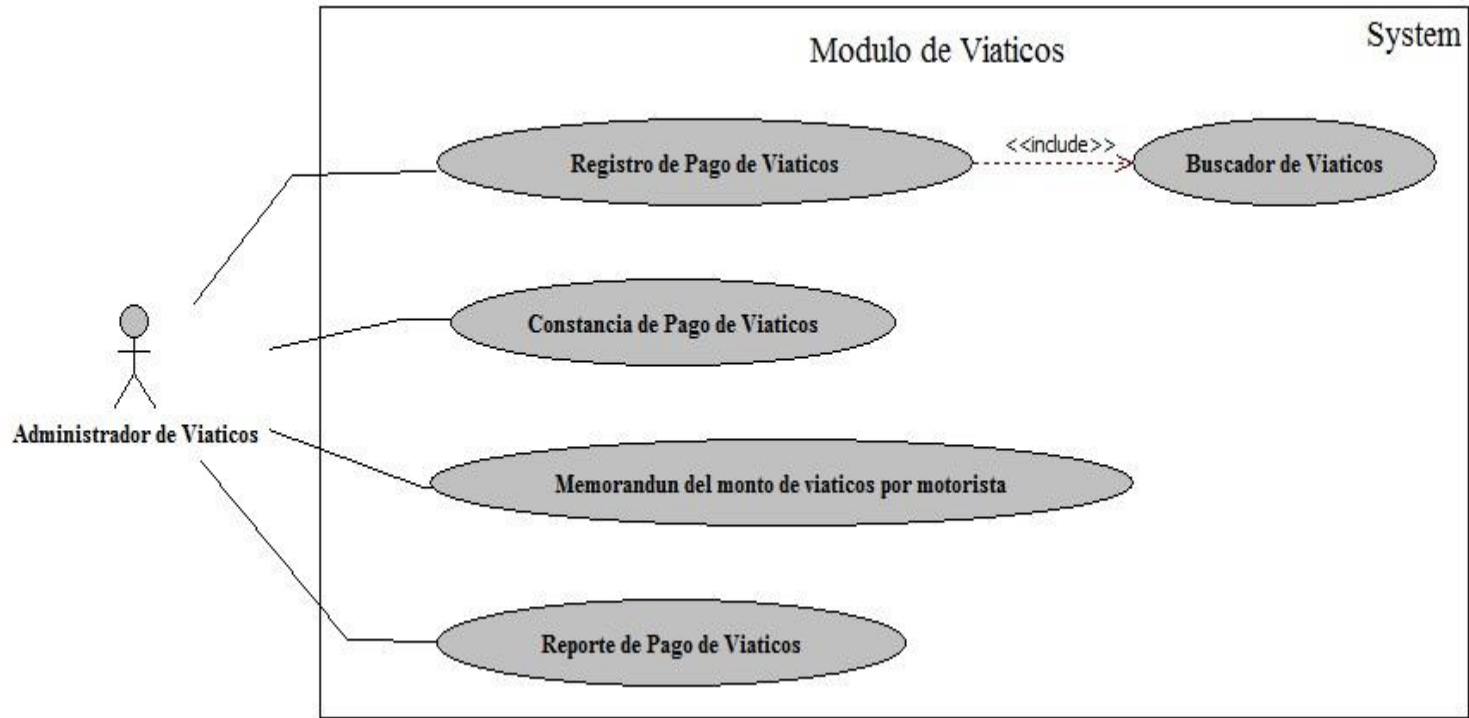 System
Modulo de Viaticos
Registro de Pago de Viaticos
<<include>>
Buscador de Viaticos
Constancia de Pago de Viaticos
Administrador de Viaticos
Memorandun del monto de viaticos por motorista
Reporte de Pago de Viaticos